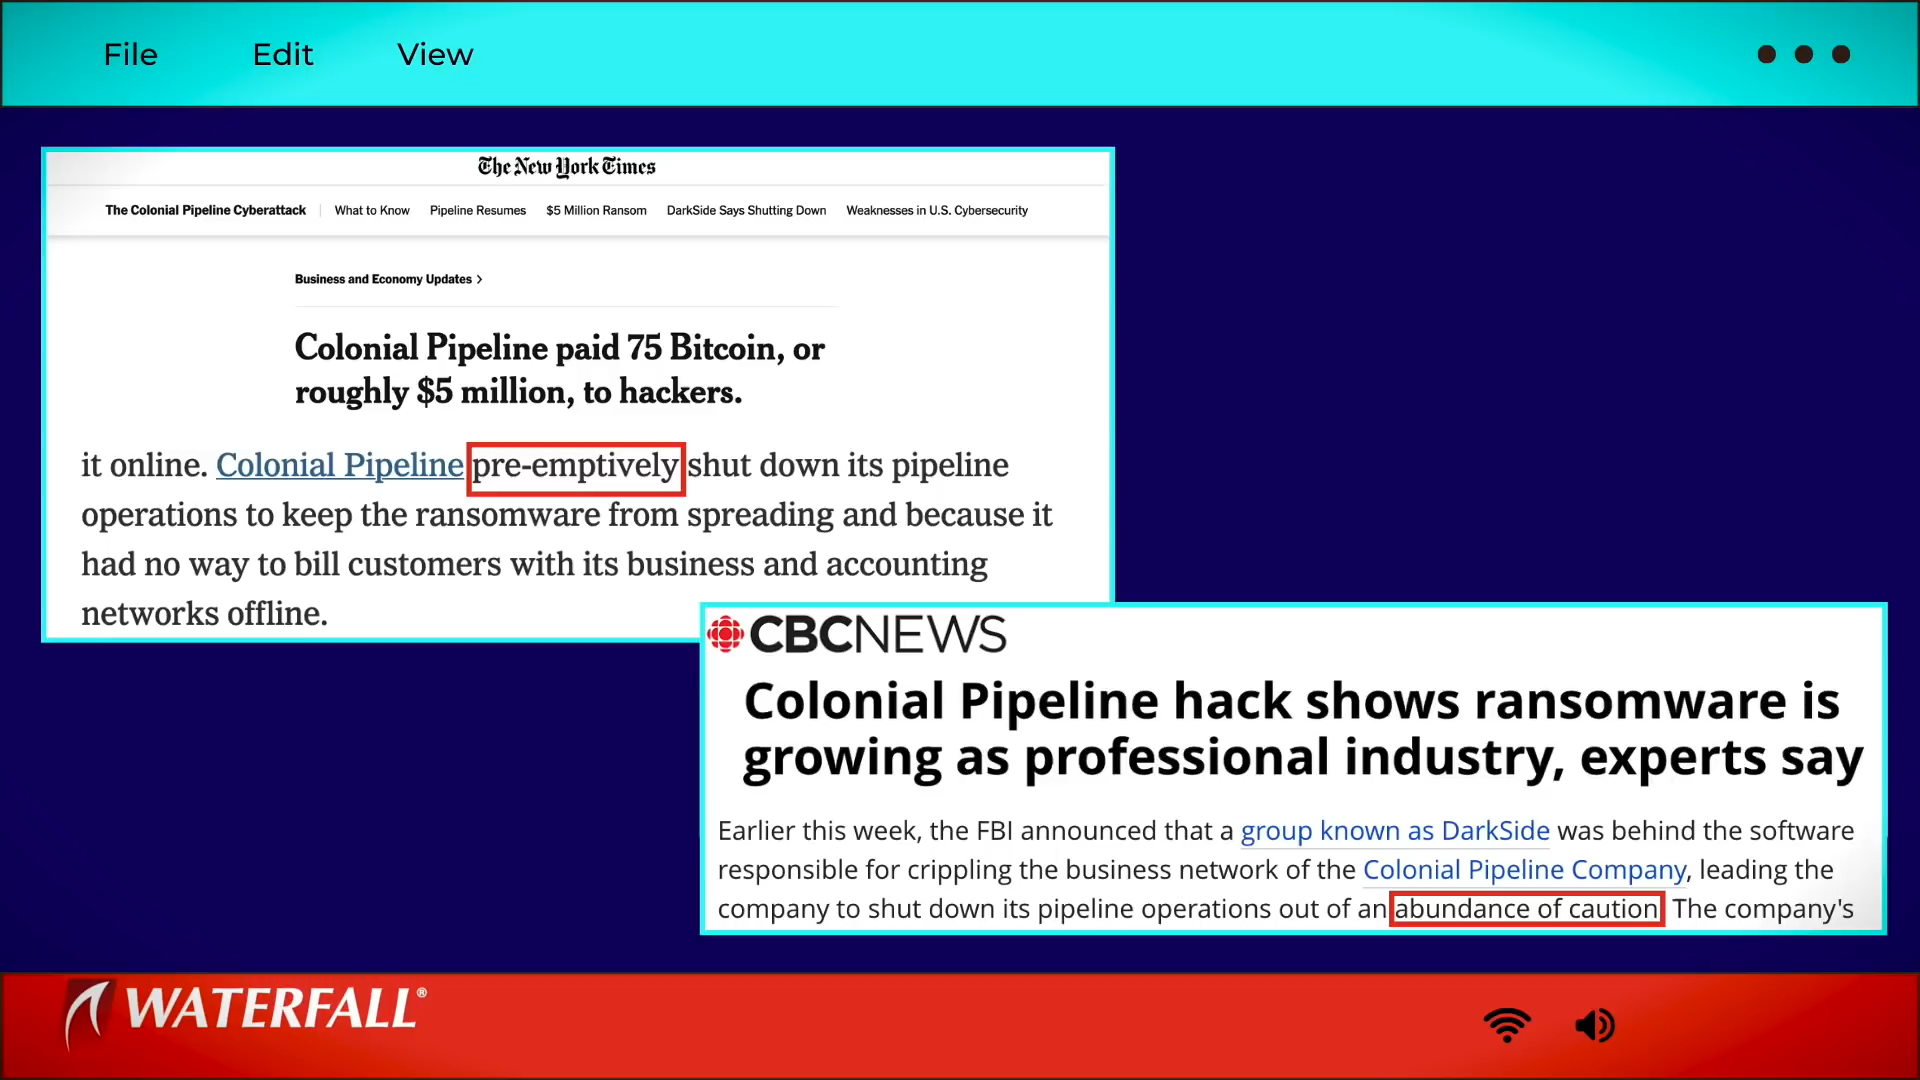 File Edit View
The New York Times
The Colonial Pipeline Cyberattack What to Know Pipeline Resumes $5 Million Ransom DarkSide Says Shutting Down Weaknesses in U.S. Cybersecurity
Business and Economy Updates >
Colonial Pipeline paid 75 Bitcoin, or
roughly $5 million, to hackers.
it online. Colonial Pipeline pre-emptively shut down its pipeline
operations to keep the ransomware from spreading and because it
had no way to bill customers with its business and accounting
networks offline.
CBCNEWS
Colonial Pipeline hack shows ransomware is
growing as professional industry, experts say
Earlier this week, the FBI announced that a group known as DarkSide was behind the software
responsible for crippling the business network of the Colonial Pipeline Company, leading the
company to shut down its pipeline operations out of an abundance of caution The company's
WATERFALL®